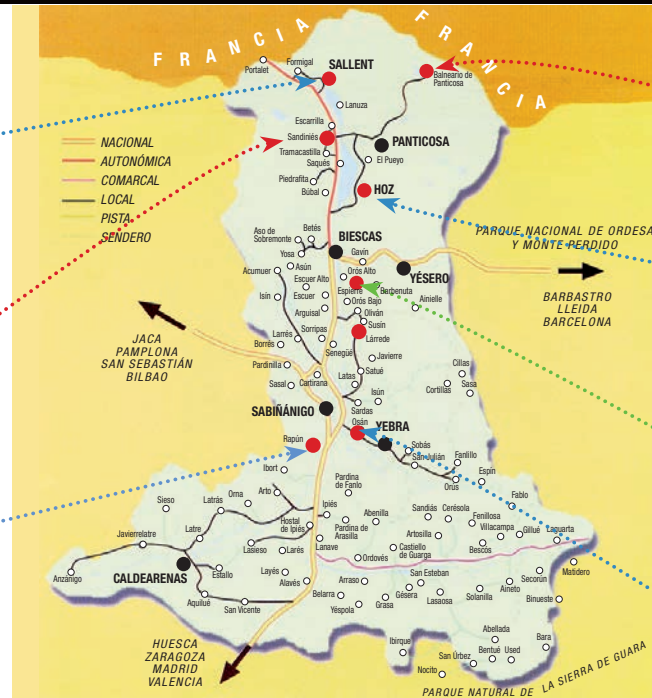 FRANCIA
FRANCIA
Portalet
Formigal
SALLENT
Balneario de
Panticosa
Lanuza
Escarrilla
Sandiniés
Tramacastilla
Saqués
PANTICOSA
El Pueyo
Piedrafita
Búbal
HOZ
NACIONAL
AUTONÓMICA
COMARCAL
LOCAL
PISTA
SENDERO
PARQUE NACIONAL DE ORDESA
Y MONTE PERDIDO
Aso de
Sobremonte
Betés
Yosa
BIESCAS
Gavín
YÉSERO
Acumuer
Asún
Escuer Alto
Orós Alto
Isín
Escuer
Espierre
Barbenuta
Arguisal
Orós Bajo
Ainielle
Oliván
Susín
BARBASTRO
LLEIDA
BARCELONA
JACA
PAMPLONA
SAN SEBASTIÁN
BILBAO
Larrés
Borrés
Sorripas
Senegüé
Lárrede
Javierre
Pardinilla
Cartirana
Satué
Latas
Sasal
Isún
Cillas
Cortillas
Sasa
SABIÑÁNIGO
Sardas
Osán
YEBRA
Rapún
Sobás
San Julián
Fanlillo
Orús
Espín
Ibort
Pardina
de Fanlo
Sieso
Orna
Arto
Latrás
Ipiés
Abenilla
Sandiás
Cerésola
Fablo
Fenillosa
Villacampa
Gillué
Laguarta
Javierrelatre
Latre
Hostal
de Ipiés
Pardina de
Arasilla
Artosilla
Bescós
Lasieso
Larés
Lanave
Ordovés
Castiello
de Guarga
Anzánigo
CALDEARENAS
Estallo
Layés
Alavés
Arraso
San Esteban
Secorún
Matidero
Aquilué
San Vicente
Belarra
Yéspola
Grasa
Gésera
Lasaosa
Solanilla
Aineto
Binueste
Abellada
Bara
Ibirque
San Úrbez
Bentué
Used
Nocito
HUESCA
ZARAGOZA
MADRID
VALENCIA
PARQUE NATURAL DE LA SIERRA DE GUARA